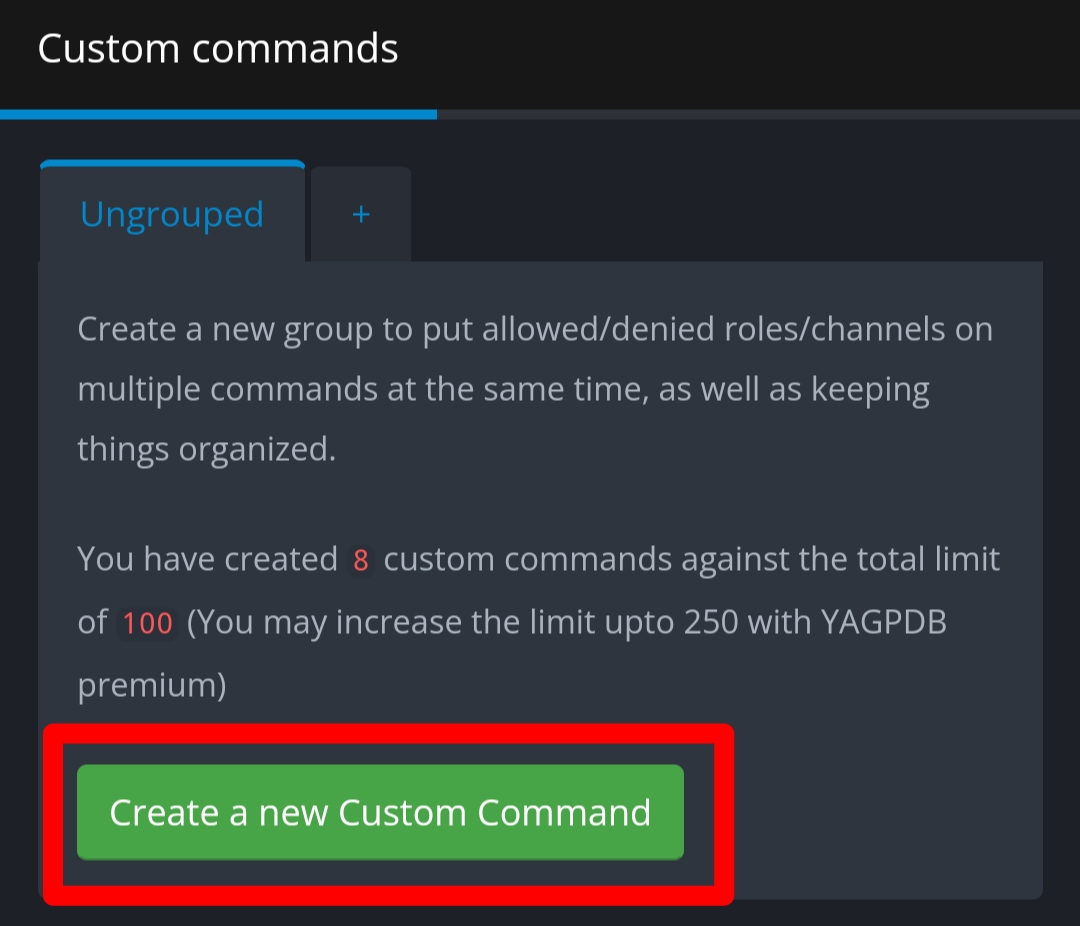 Custom commands
Ungrouped
+
Create a new group to put allowed/denied roles/channels on
multiple commands at the same time, as well as keeping
things organized.
You have created 8 custom commands against the total limit
of 100 (You may increase the limit upto 250 with YAGPDB
premium)
Create a new Custom Command